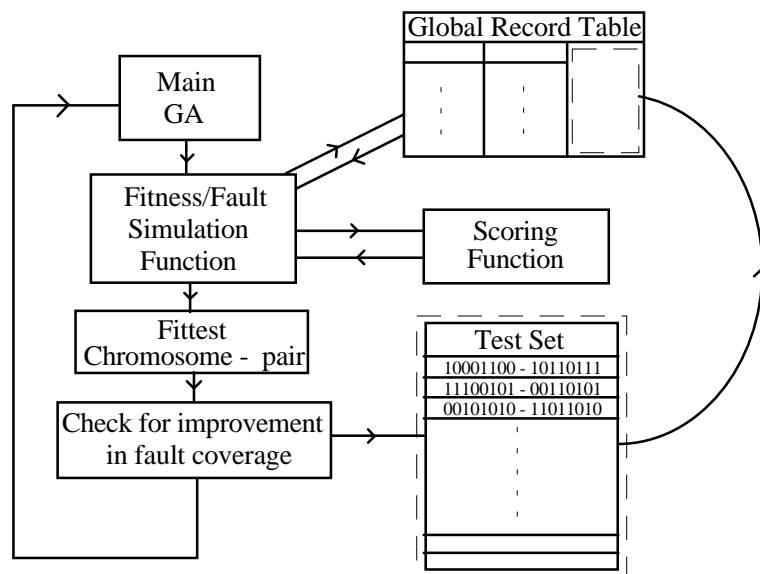 Global Record Table
Main
GA
Fitness/Fault
Simulation
Function
Scoring
Function
Fittest
Chromosome - pair
Check for improvement
in fault coverage
Test Set
10001100 - 10110111
11100101 - 00110101
00101010 - 11011010